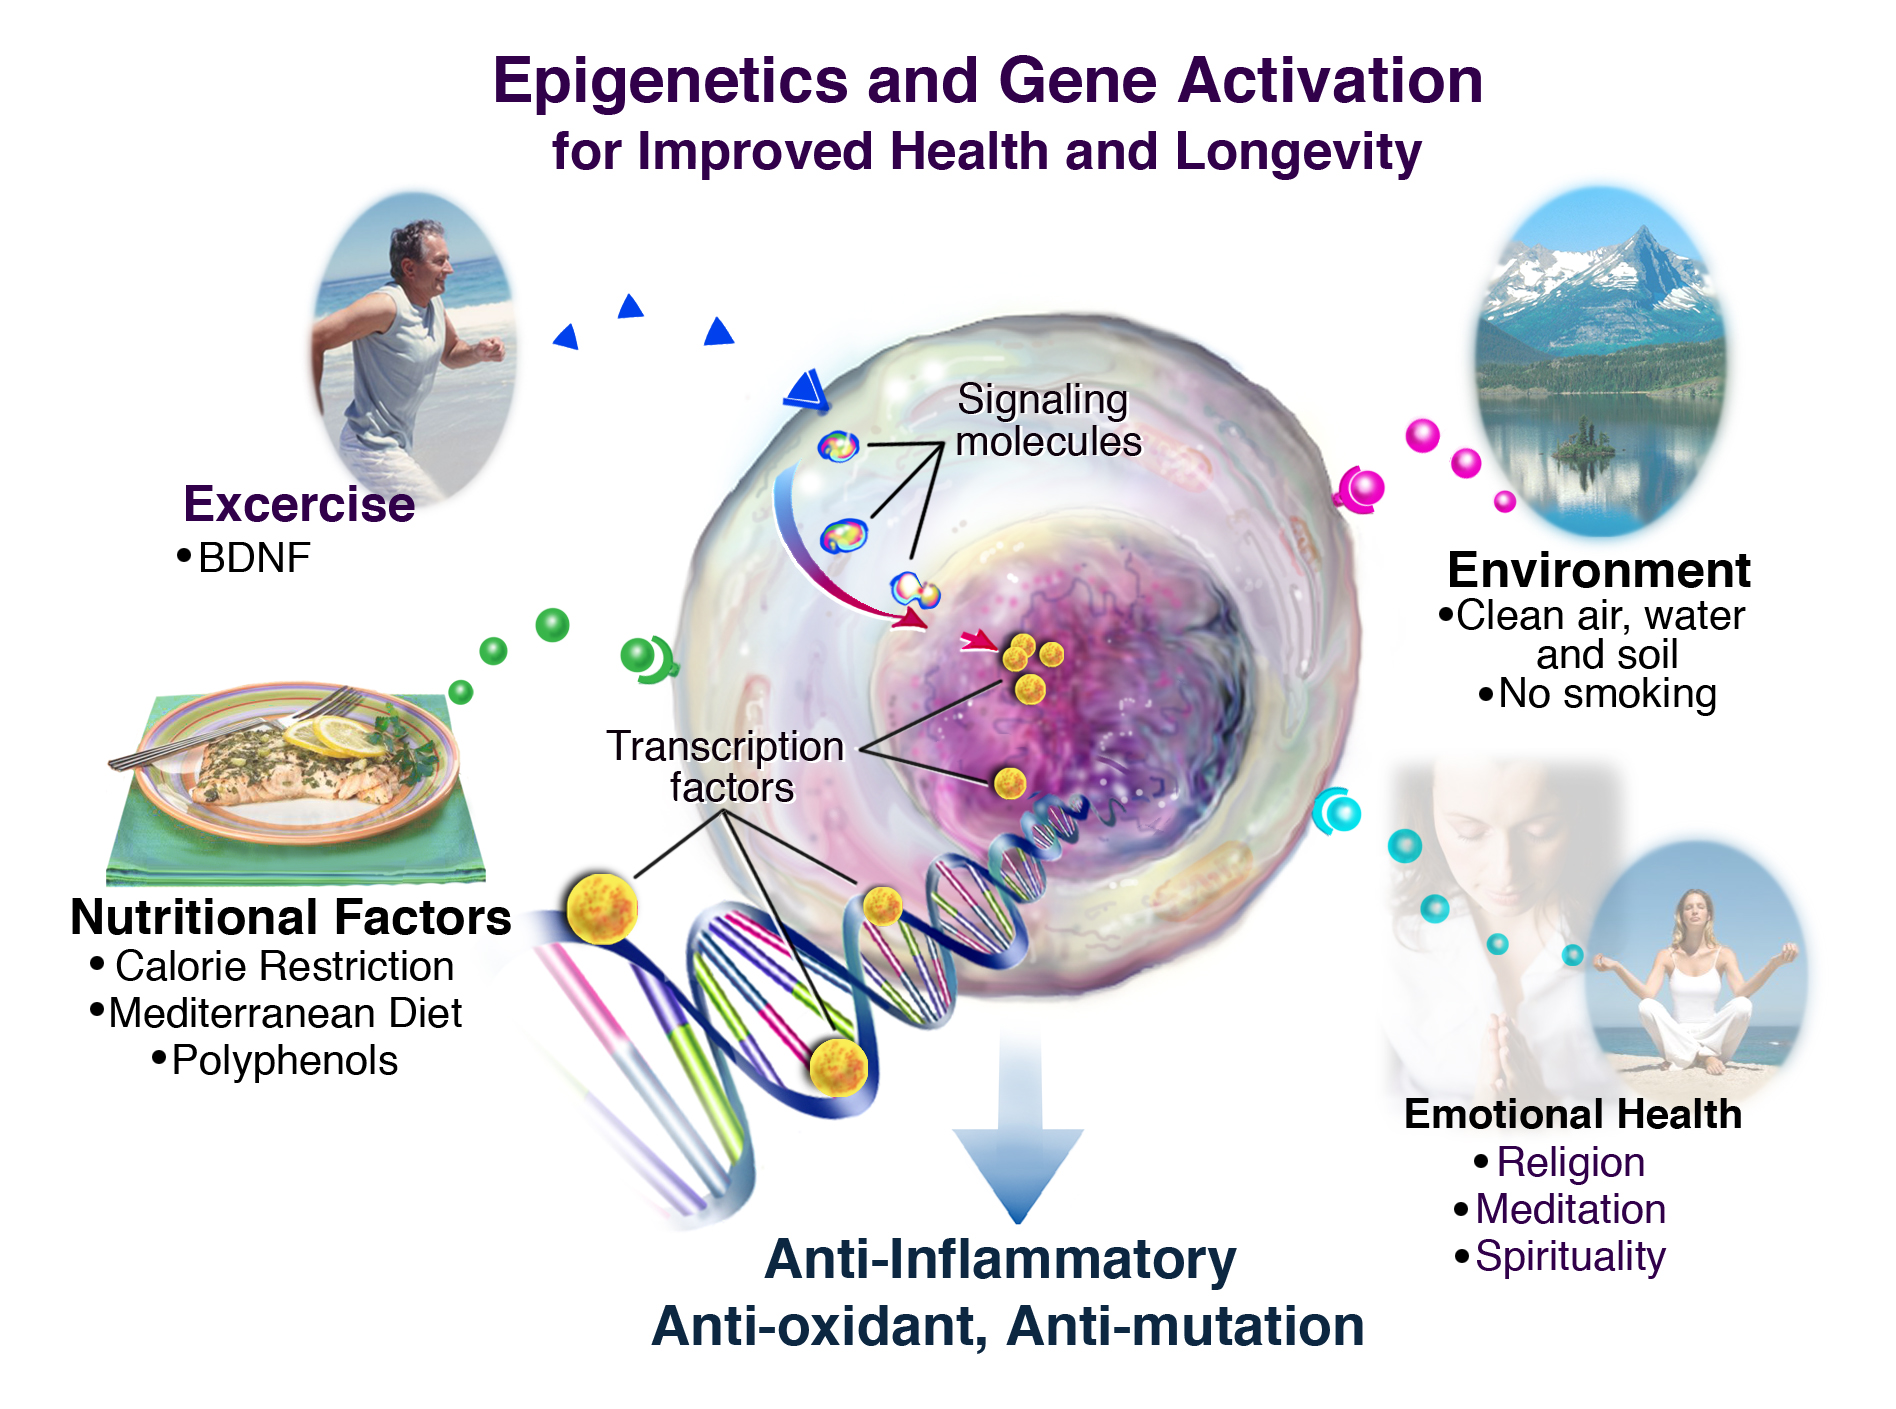 Epigenetics and Gene Activation
for Improved Health and Longevity
Excercise
•BDNF
Signaling
molecules
Environment
•Clean air, water
and soil
•No smoking
Transcription
factors
Nutritional Factors
• Calorie Restriction
•Mediterranean Diet
•Polyphenols
Emotional Health
•Religion
•Meditation
•Spirituality
Anti-Inflammatory
Anti-oxidant, Anti-mutation